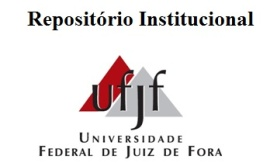 Repositório Institucional
ufjf
UNIVERSIDADE
FEDERAL DE JUIZ DE FORA